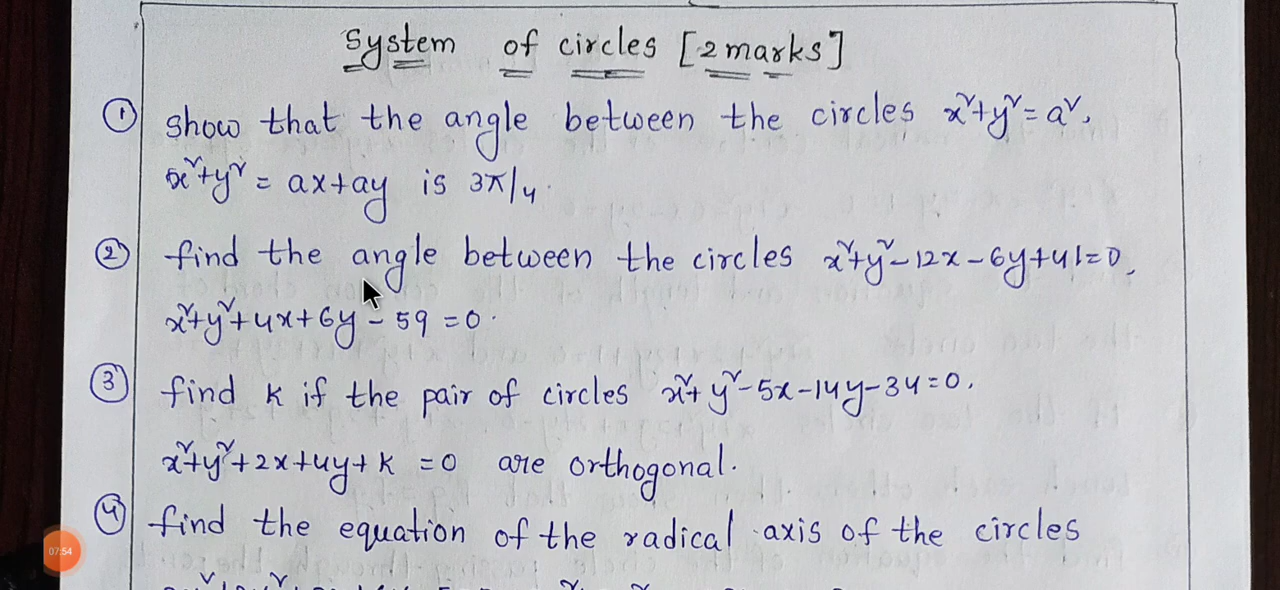 System of circles [2 marks]
① show that the angle between the circles x²+y² = a²,
x²+y² = ax+ay is 3π/4.
② find the angle between the circles x²+y²-12x-6y+41=0,
x²+y²+4x+6y-59=0.
③ find k if the pair of circles x²+y²-5x-14y-34=0,
x²+y²+2x+4y+k =0 are orthogonal.
④ find the equation of the radical axis of the circles
07:54